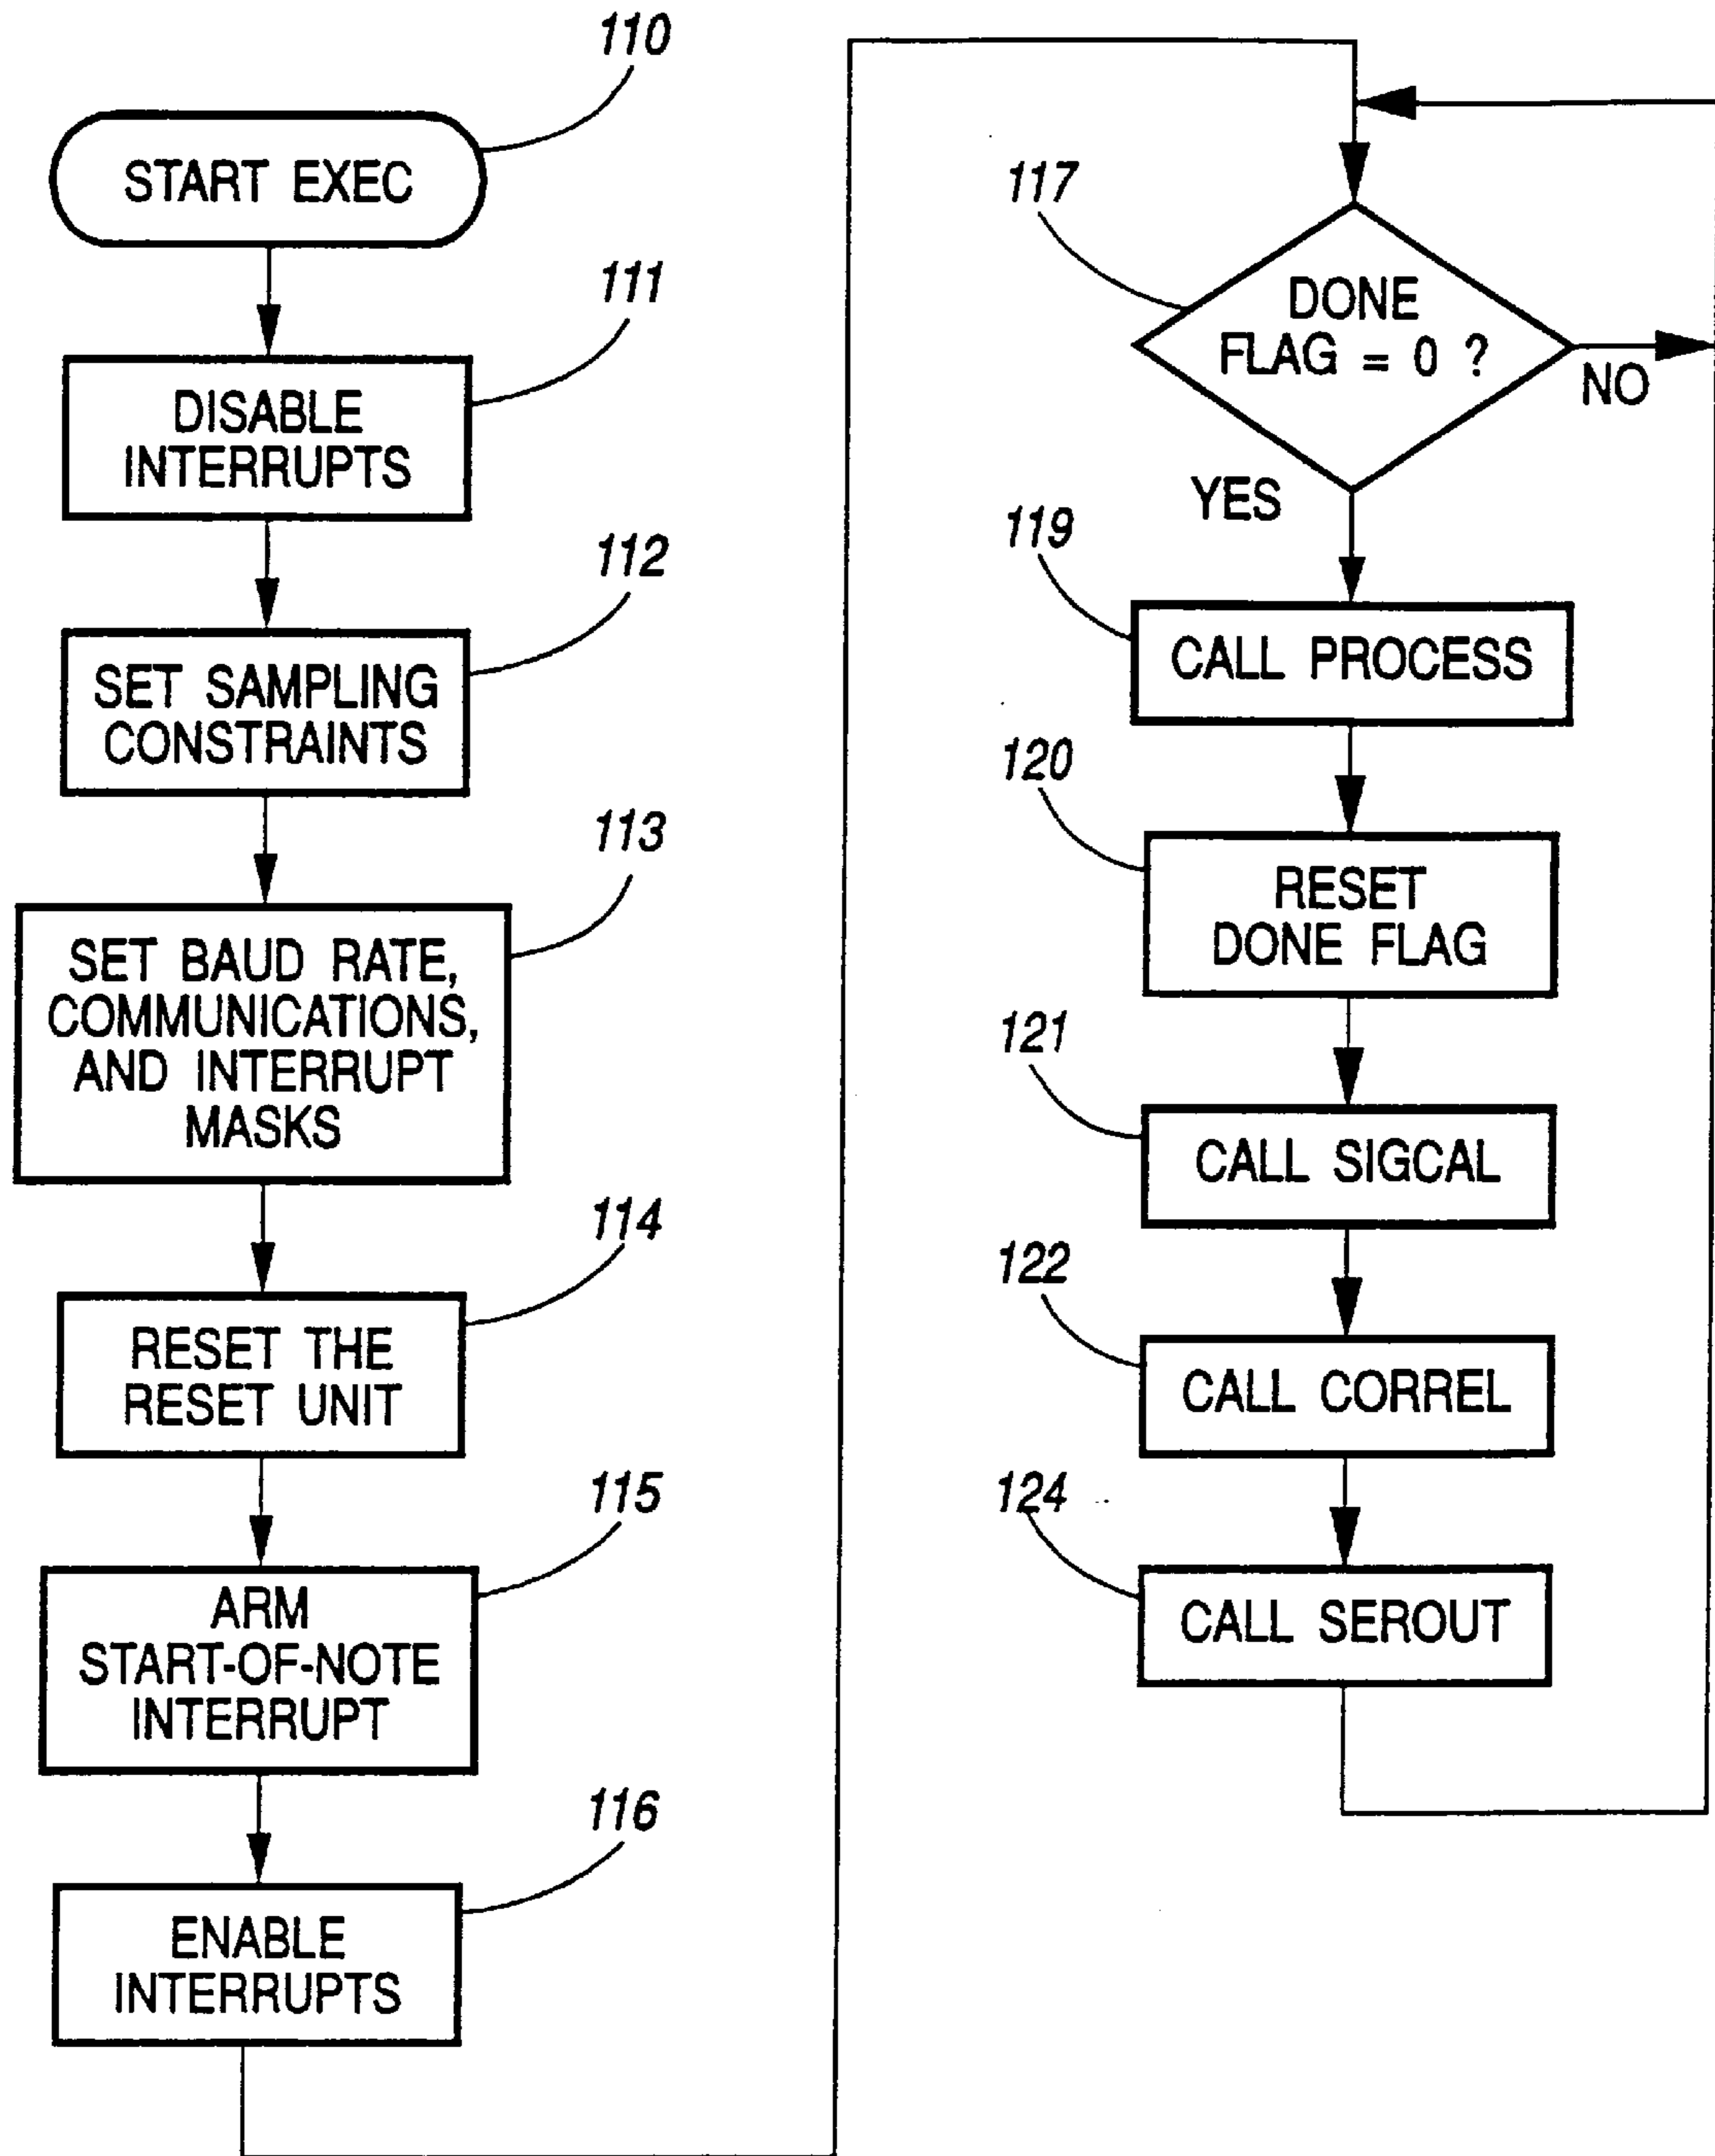 110
START EXEC
111
DISABLE
INTERRUPTS
112
SET SAMPLING
CONSTRAINTS
113
SET BAUD RATE,
COMMUNICATIONS,
AND INTERRUPT
MASKS
114
RESET THE
RESET UNIT
115
ARM
START-OF-NOTE
INTERRUPT
116
ENABLE
INTERRUPTS
117
DONE
FLAG = 0 ?
NO
YES
119
CALL PROCESS
120
RESET
DONE FLAG
121
CALL SIGCAL
122
CALL CORREL
124
CALL SEROUT